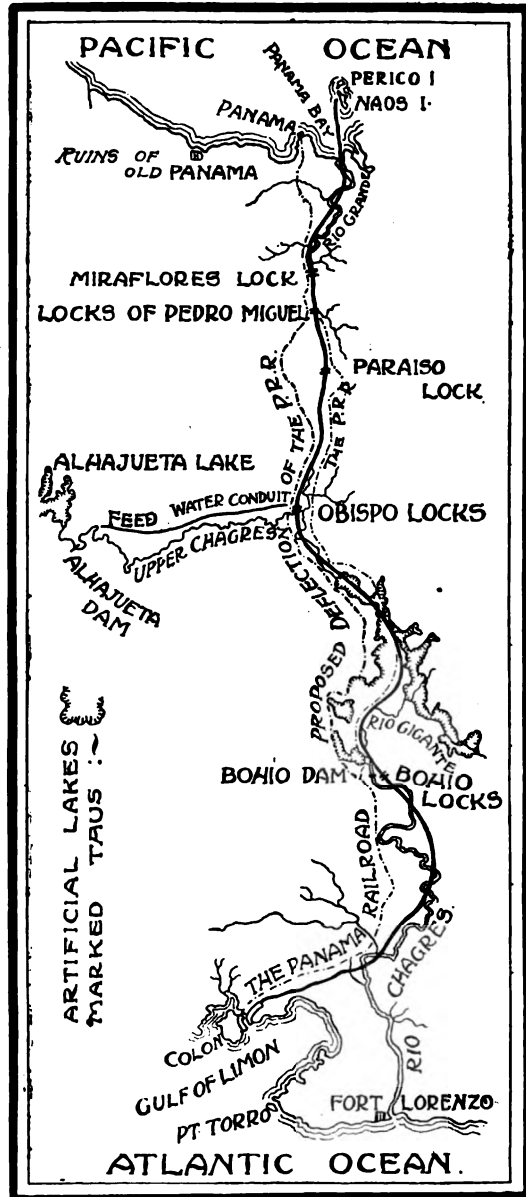 PACIFIC OCEAN
PANAMA BAY
PERICO I
NAOS I.
PANAMA
RUINS OF
OLD PANAMA
RIO GRANDE
MIRAFLORES LOCK
LOCKS OF PEDRO MIGUEL
PARAISO
LOCK
THE P.R.R.
PROPOSED DEFLECTION OF THE P.R.R.
ALHAJUETA LAKE
FEED WATER CONDUIT
OBISPO LOCKS
UPPER CHAGRES
ALHAJUETA
DAM
RIO GIGANTE
BOHIO DAM
BOHIO
LOCKS
ARTIFICIAL LAKES
MARKED TAUS :~
THE PANAMA RAILROAD
RIO CHAGRES.
COLON
GULF OF LIMON
PT. TORRO
FORT LORENZO
ATLANTIC OCEAN.